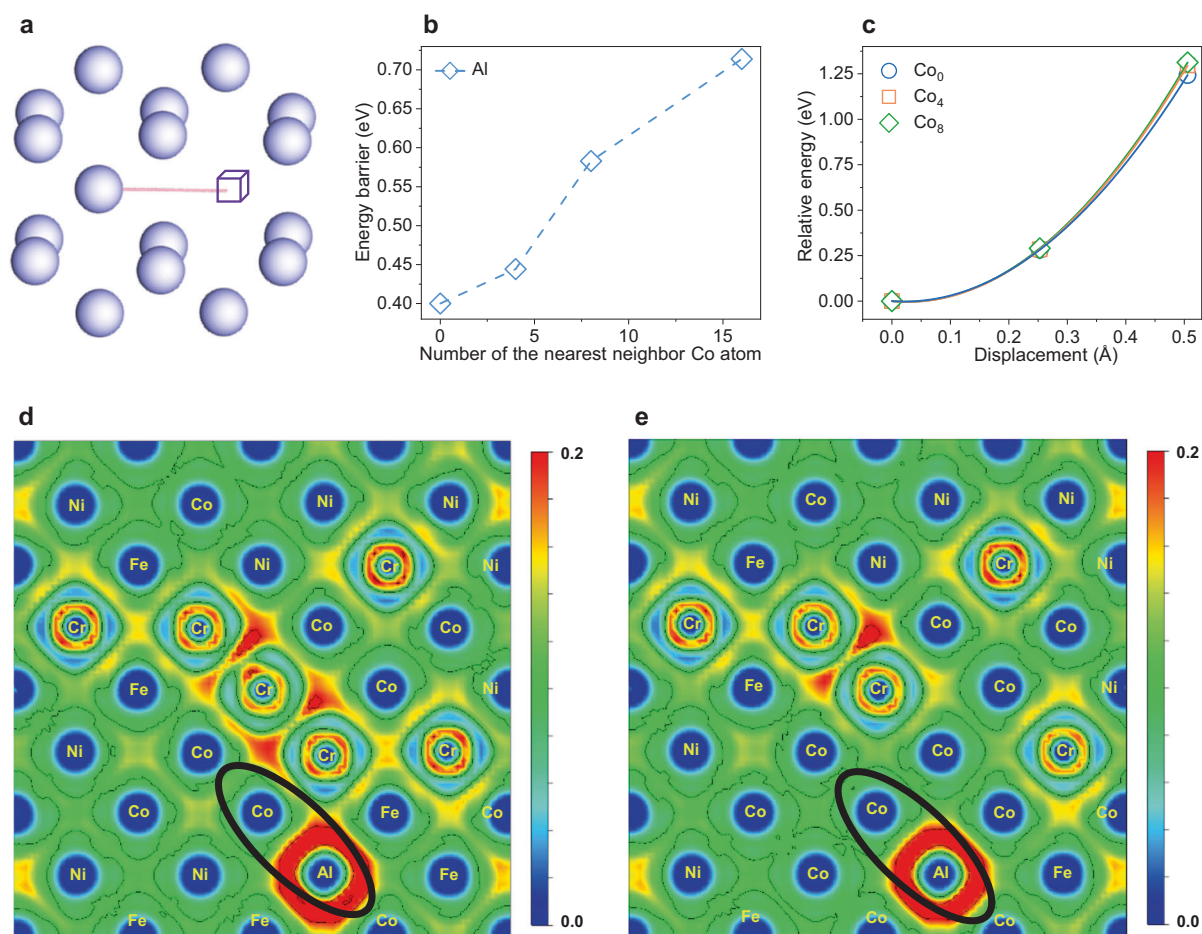 a
b
Al
0.70
0.65
0.60
0.55
0.50
0.45
0.40
Energy barrier (eV)
0
5
10
15
Number of the nearest neighbor Co atom
c
Co0
Co4
Co8
1.25
1.00
0.75
0.50
0.25
0.00
Relative energy (eV)
0.0
0.1
0.2
0.3
0.4
0.5
Displacement (Å)
d
0.2
Ni Co Ni Ni
Fe Ni Cr Ni
Cr Cr Co Co
Fe Cr Co Ni
Ni Co Cr Cr
Co Co Fe Co
Ni Ni Al Fe
Fe Fe Co
0.0
e
0.2
Ni Co Ni Ni
Fe Ni Cr Ni
Cr Cr Co Co
Fe Cr Co Ni
Ni Co Co Cr
Co Co Co Co
Ni Co Al Fe
Fe Co Co
0.0